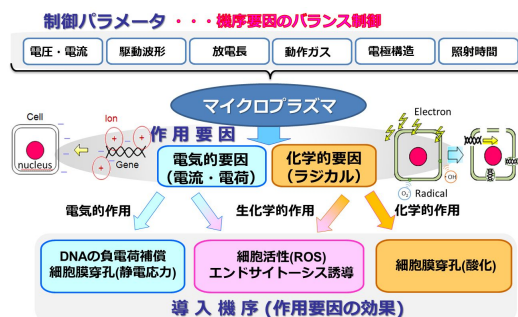 制御パラメータ ・・・機序要因のバランス制御
電圧・電流 駆動波形 放電長 動作ガス 電極構造 照射時間
マイクロプラズマ
作用要因
Cell
nucleus
Ion
Gene
電気的要因
(電流・電荷)
化学的要因
(ラジカル)
Electron
O₂
Radical
・OH
電気的作用 生化学的作用 化学的作用
DNAの負電荷補償
細胞膜穿孔(静電応力)
細胞活性(ROS)
エンドサイトーシス誘導
細胞膜穿孔(酸化)
導入機序(作用要因の効果)